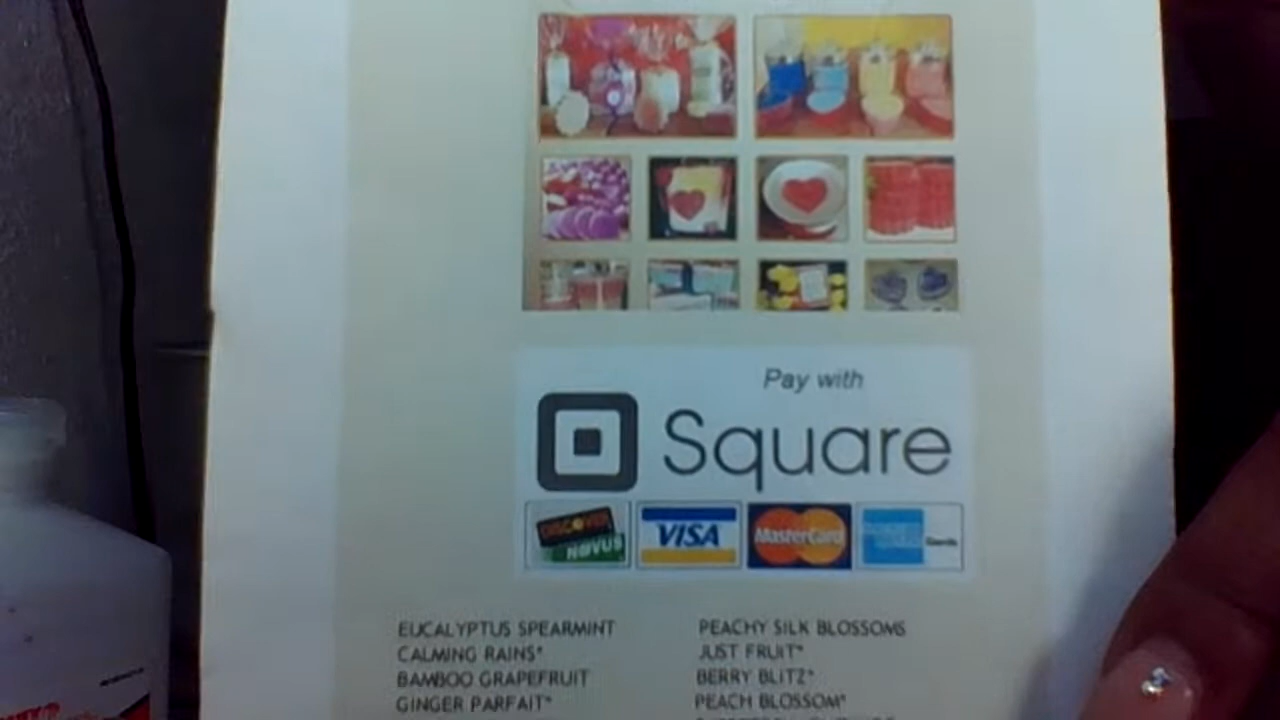 Pay with
Square
DISCOVER
NOVUS
VISA
MasterCard
Cards
EUCALYPTUS SPEARMINT
CALMING RAINS*
BAMBOO GRAPEFRUIT
GINGER PARFAIT*
PEACHY SILK BLOSSOMS
JUST FRUIT*
BERRY BLITZ*
PEACH BLOSSOM*